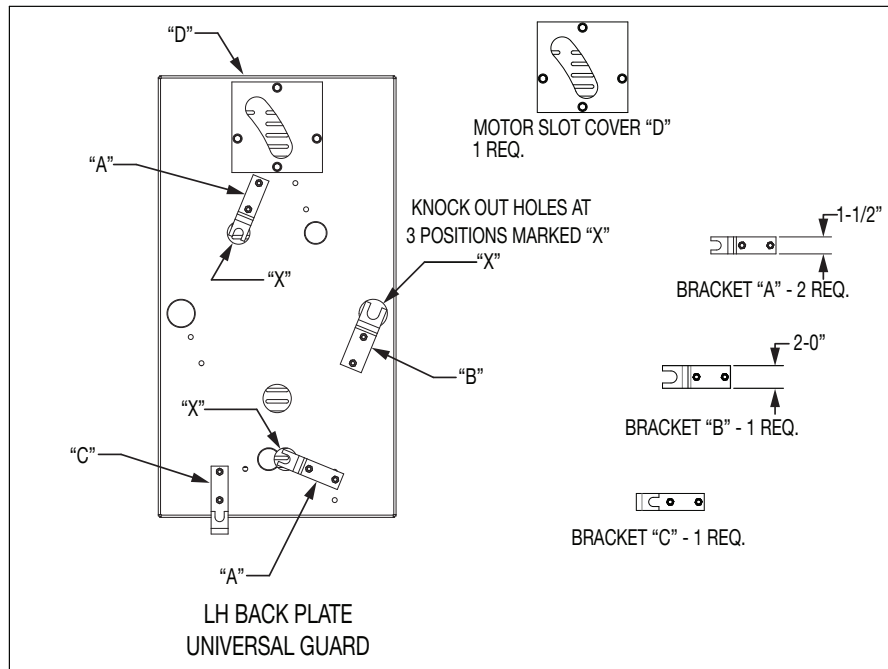 “D”
MOTOR SLOT COVER “D”
1 REQ.
“A”
KNOCK OUT HOLES AT
3 POSITIONS MARKED “X”
“X”
“X”
1-1/2”
BRACKET “A” - 2 REQ.
“B”
2-0”
BRACKET “B” - 1 REQ.
“X”
“C”
BRACKET “C” - 1 REQ.
“A”
LH BACK PLATE
UNIVERSAL GUARD